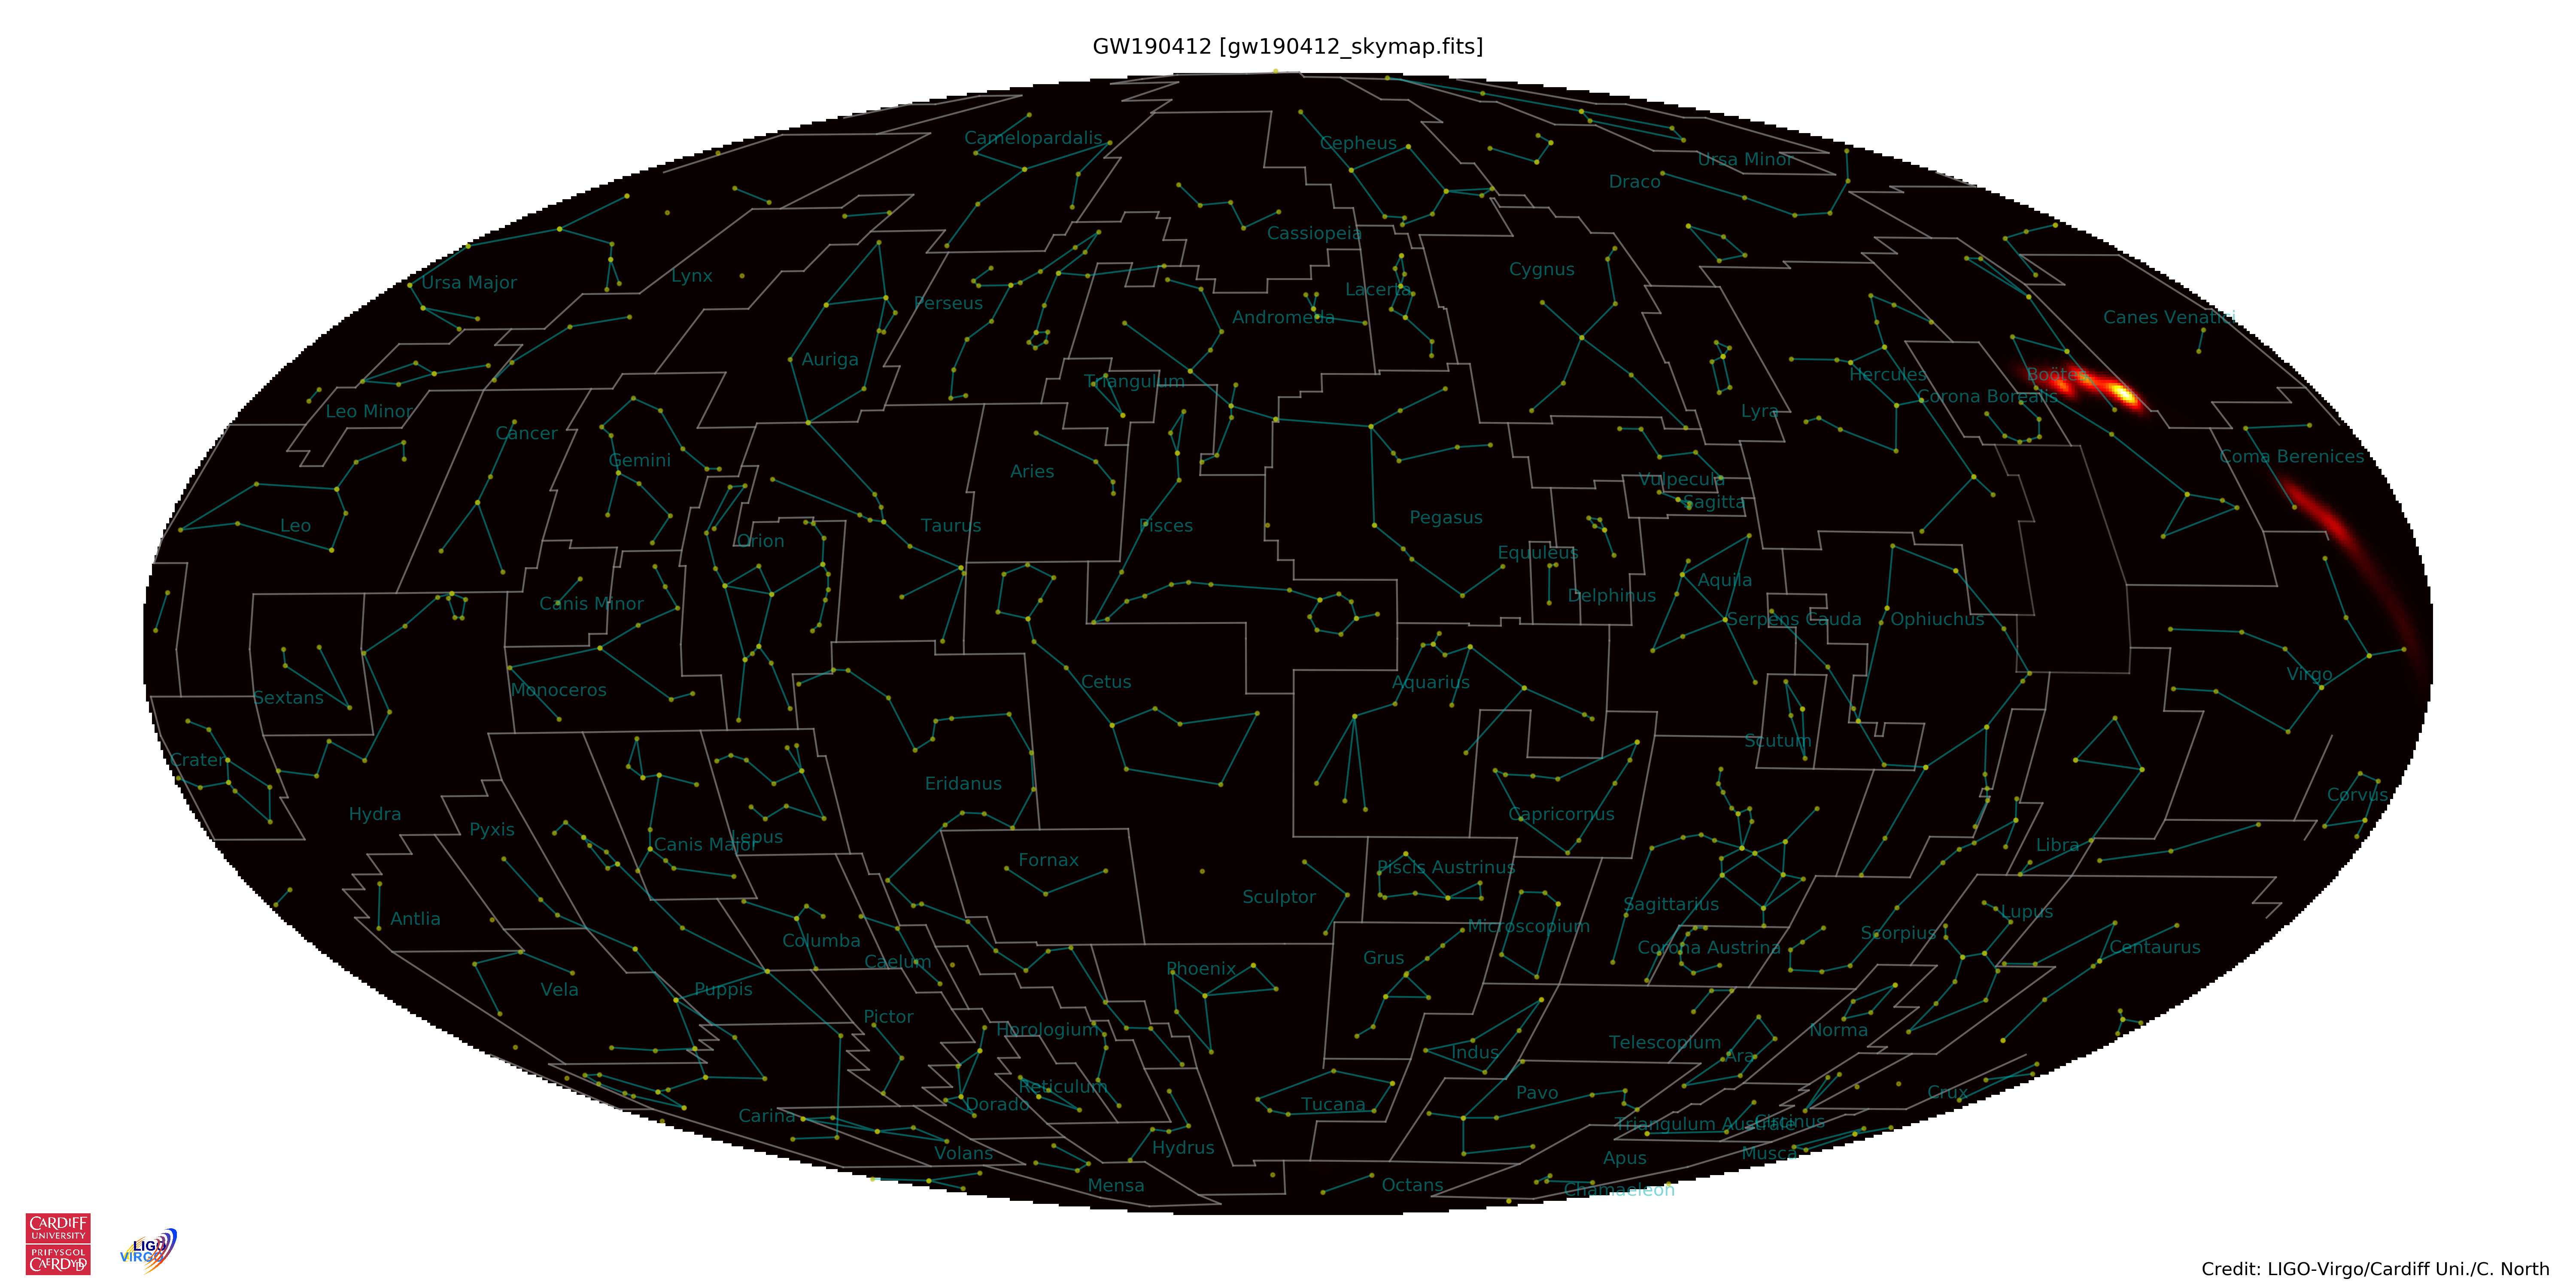 GW190412 [gw190412_skymap.fits]
Camelopardalis
Cepheus
Ursa Minor
Draco
Cassiopeia
Ursa Major
Lynx
Perseus
Andromeda
Lacerta
Cygnus
Canes Venatici
Auriga
Triangulum
Hercules
Boötes
Corona Borealis
Leo Minor
Lyra
Cancer
Gemini
Aries
Coma Berenices
Vulpecula
Sagitta
Leo
Orion
Taurus
Pisces
Pegasus
Equuleus
Delphinus
Aquila
Canis Minor
Serpens Cauda
Ophiuchus
Sextans
Monoceros
Cetus
Aquarius
Virgo
Crater
Scutum
Eridanus
Hydra
Pyxis
Capricornus
Corvus
Canis Major
Lepus
Libra
Fornax
Piscis Austrinus
Sculptor
Antlia
Columba
Caelum
Microscopium
Sagittarius
Lupus
Scorpius
Corona Austrina
Centaurus
Vela
Puppis
Phoenix
Grus
Pictor
Horologium
Indus
Telescopium
Ara
Norma
Reticulum
Dorado
Carina
Tucana
Pavo
Crux
Triangulum Australe
Circinus
Volans
Hydrus
Apus
Musca
Mensa
Octans
Chamaeleon
CARDIFF
UNIVERSITY
PRIFYSGOL
CAERDYDD
LIGO
VIRGO
Credit: LIGO-Virgo/Cardiff Uni./C. North